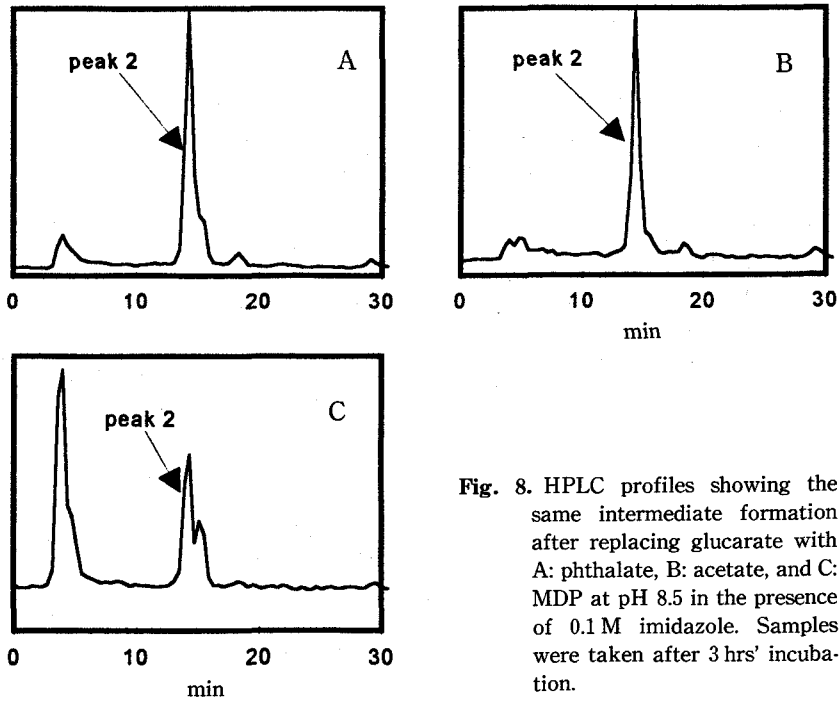 peak 2
A
0 10 20 30
peak 2
B
0 10 20 30
min
peak 2
C
0 10 20 30
min
Fig. 8. HPLC profiles showing the
same intermediate formation
after replacing glucarate with
A: phthalate, B: acetate, and C:
MDP at pH 8.5 in the presence
of 0.1 M imidazole. Samples
were taken after 3 hrs' incuba-
tion.